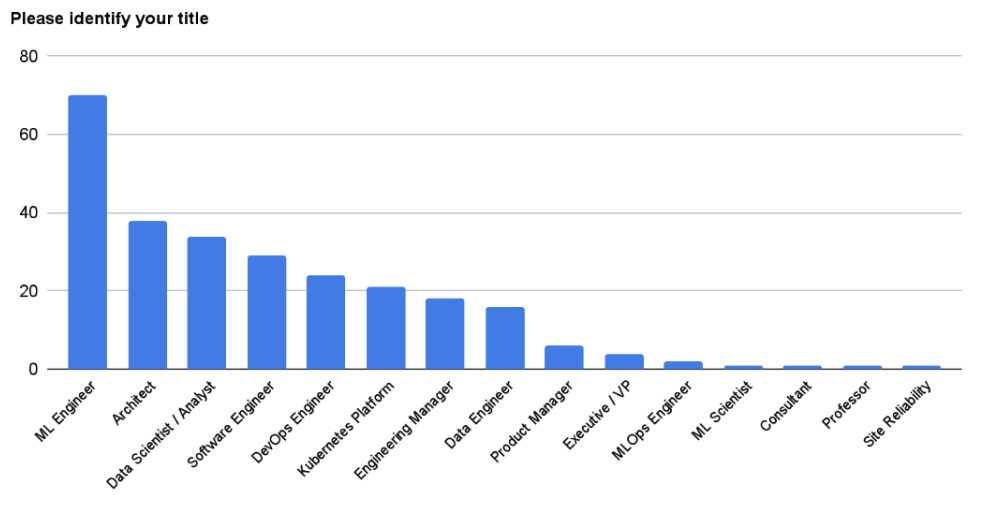 Please identify your title
80
60
40
20
0
ML Engineer
Architect
Data Scientist / Analyst
Software Engineer
DevOps Engineer
Kubernetes Platform
Engineering Manager
Data Engineer
Product Manager
Executive / VP
MLOps Engineer
ML Scientist
Consultant
Professor
Site Reliability